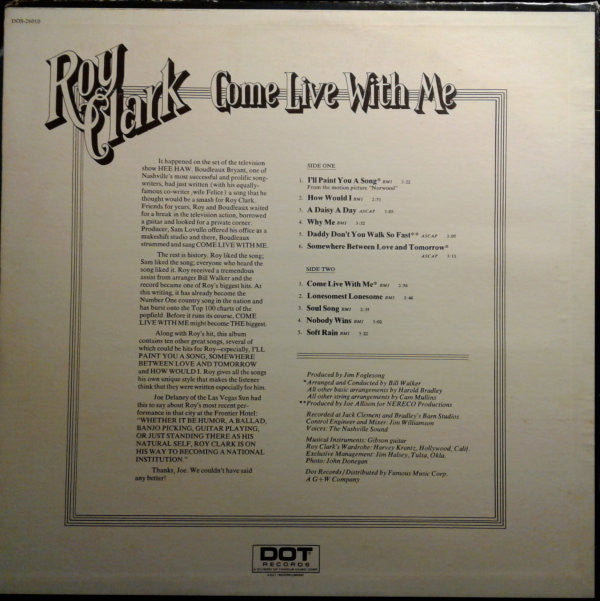 DOS-26010
Roy Clark Come Live With Me
It happened on the set of the television
show HEE HAW. Boudleaux Bryant, one of
Nashville's most successful and prolific song-
writers, had just written (with his equally-
famous co-writer, wife Felice) a song that he
thought would be a smash for Roy Clark.
Friends for years, Roy and Boudleaux waited
for a break in the television action, borrowed
a guitar and looked for a private corner.
Producer, Sam Lovullo offered his office as a
makeshift studio and there, Boudleaux
strummed and sang COME LIVE WITH ME.
The rest is history. Roy liked the song;
Sam liked the song; everyone who heard the
song liked it. Roy received a tremendous
assist from arranger Bill Walker and the
record became one of Roy's biggest hits. At
this writing, it has already become the
Number One country song in the nation and
has burst onto the Top 100 charts of the
popfield. Before it runs its course, COME
LIVE WITH ME might become THE biggest.
Along with Roy's hit, this album
contains ten other great songs, several of
which could be hits for Roy—especially, I'LL
PAINT YOU A SONG, SOMEWHERE
BETWEEN LOVE AND TOMORROW
and HOW WOULD I. Roy gives all the songs
his own unique style that makes the listener
think that they were written especially for him.
Joe Delaney of the Las Vegas Sun had
this to say about Roy's most recent per-
formance in that city at the Frontier Hotel:
"WHETHER IT BE HUMOR, A BALLAD,
BANJO PICKING, GUITAR PLAYING,
OR JUST STANDING THERE AS HIS
NATURAL SELF, ROY CLARK IS ON
HIS WAY TO BECOMING A NATIONAL
INSTITUTION."
Thanks, Joe. We couldn't have said
any better!
SIDE ONE
1. I'll Paint You A Song* BMI 3:22
From the motion picture "Norwood"
2. How Would I BMI 2:71
3. A Daisy A Day ASCAP
4. Why Me BMI 3:32
5. Daddy Don't You Walk So Fast** ASCAP
6. Somewhere Between Love and Tomorrow*
ASCAP 3:13
SIDE TWO
1. Come Live With Me* BMI
2. Lonesomest Lonesome BMI
3. Soul Song BMI
4. Nobody Wins BMI
5. Soft Rain BMI
Produced by Jim Foglesong
*Arranged and Conducted by Bill Walker
All other bass arrangements by Harold Bradley
All other string arrangements by Cam Mullins
**Produced by Joe Allison for NERECO Productions
Recorded at Jack Clement and Bradley's Barn Studios
Control Engineer and Mixer: Jim Williamson
Voices: The Nashville Sound
Musical Instruments: Gibson guitar
Roy Clark's Wardrobe: Harvey Krantz, Hollywood, Calif.
Exclusive Management: Jim Halsey, Tulsa, Okla.
Photo: John Donegan
Dot Records/Distributed by Famous Music Corp.
A G+W Company
DOT
RECORDS